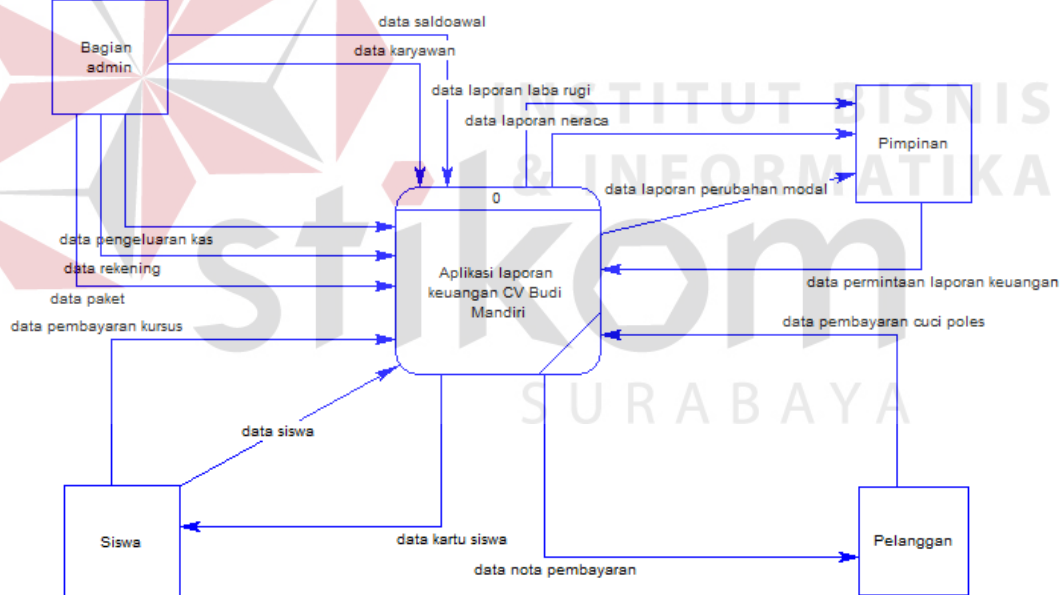 data saldoawal
Bagian
admin
data karyawan
data laporan laba rugi
INSTITUT BISNIS
data laporan neraca
Pimpinan
& INFORMATIKA
data laporan perubahan modal
0
stikom
data pengeluaran kas
data rekening
Aplikasi laporan
keuangan CV Budi
Mandiri
data permintaan laporan keuangan
data paket
data pembayaran kursus
data pembayaran cuci poles
SURABAYA
data siswa
Siswa
data kartu siswa
Pelanggan
data nota pembayaran